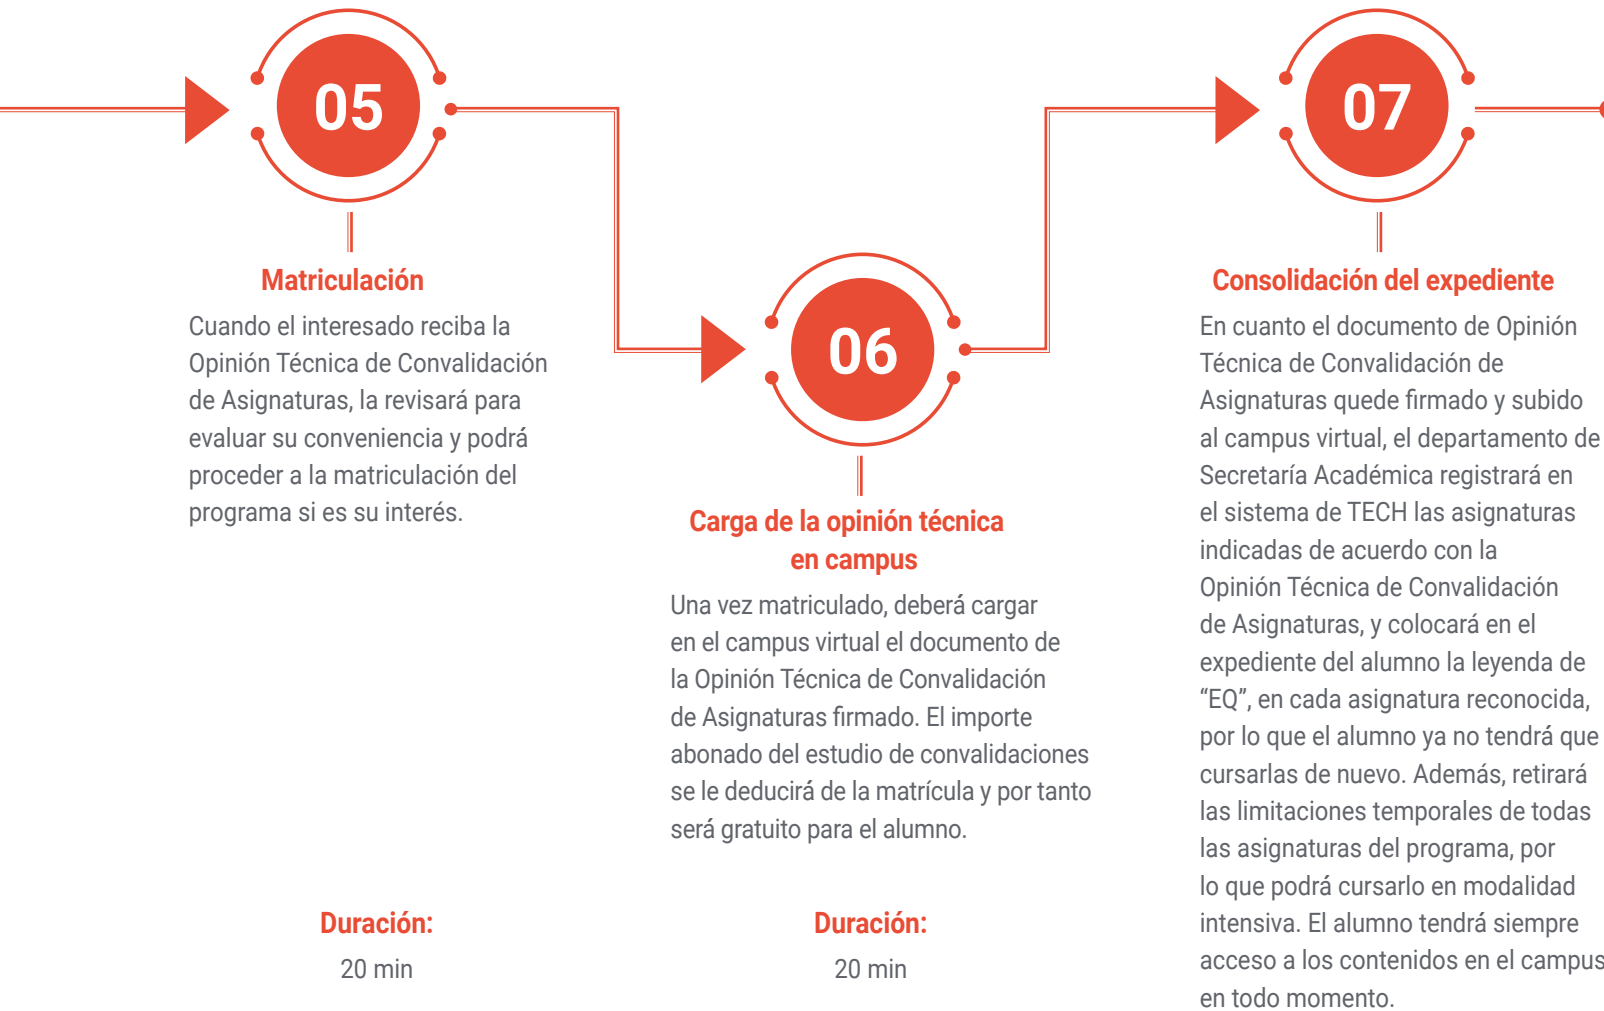 05
Matriculación
Cuando el interesado reciba la
Opinión Técnica de Convalidación
de Asignaturas, la revisará para
evaluar su conveniencia y podrá
proceder a la matriculación del
programa si es su interés.
Duración:
20 min
06
Carga de la opinión técnica
en campus
Una vez matriculado, deberá cargar
en el campus virtual el documento de
la Opinión Técnica de Convalidación
de Asignaturas firmado. El importe
abonado del estudio de convalidaciones
se le deducirá de la matrícula y por tanto
será gratuito para el alumno.
Duración:
20 min
07
Consolidación del expediente
En cuanto el documento de Opinión
Técnica de Convalidación de
Asignaturas quede firmado y subido
al campus virtual, el departamento de
Secretaría Académica registrará en
el sistema de TECH las asignaturas
indicadas de acuerdo con la
Opinión Técnica de Convalidación
de Asignaturas, y colocará en el
expediente del alumno la leyenda de
“EQ”, en cada asignatura reconocida,
por lo que el alumno ya no tendrá que
cursarlas de nuevo. Además, retirará
las limitaciones temporales de todas
las asignaturas del programa, por
lo que podrá cursarlo en modalidad
intensiva. El alumno tendrá siempre
acceso a los contenidos en el campus
en todo momento.